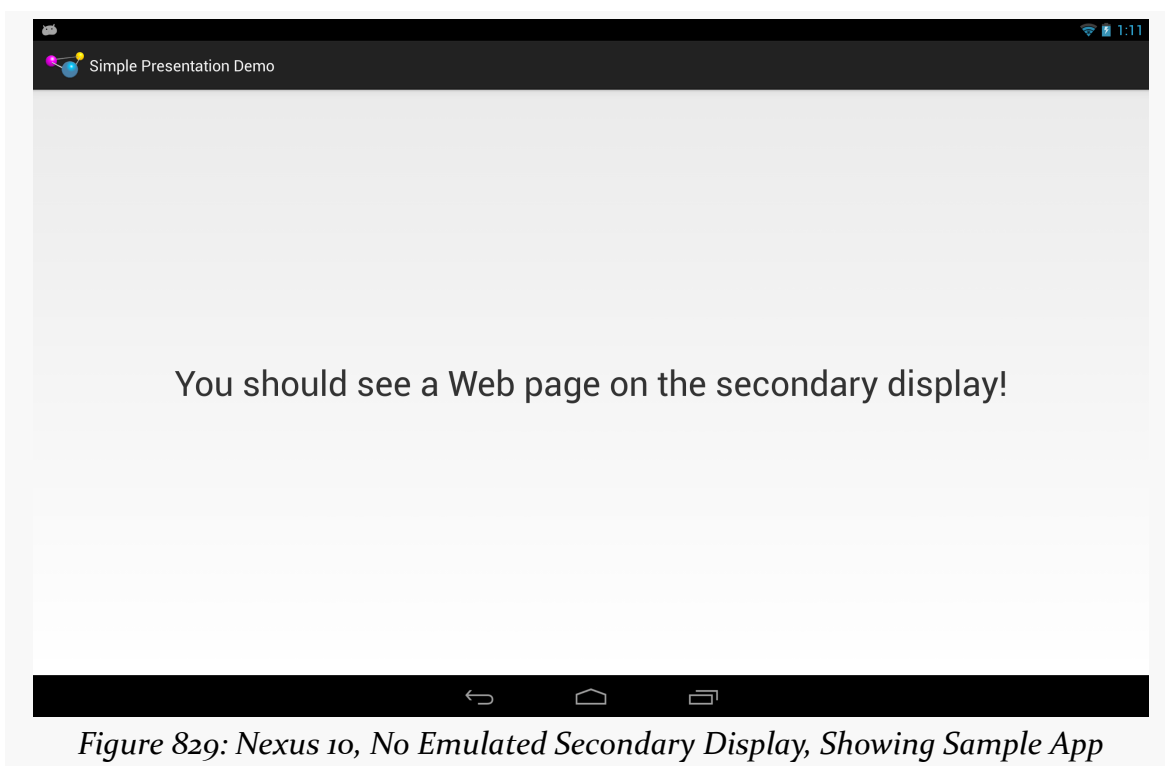 1:11
Simple Presentation Demo
You should see a Web page on the secondary display!
Figure 829: Nexus 10, No Emulated Secondary Display, Showing Sample App